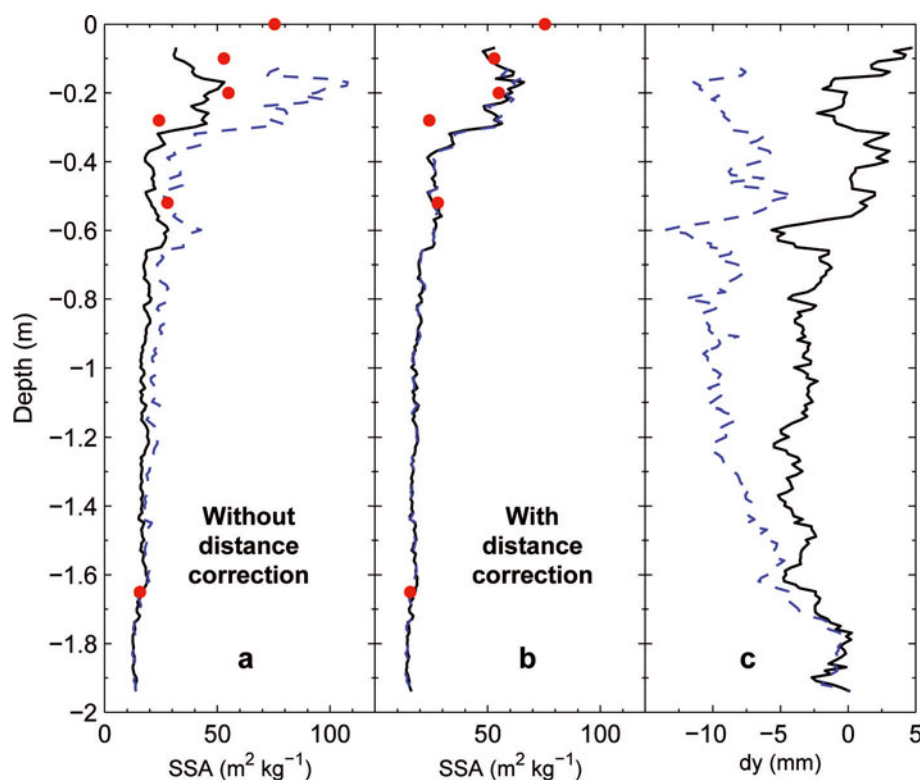 0
−0.2
−0.4
−0.6
−0.8
−1
−1.2
−1.4
−1.6
−1.8
−2
Depth (m)
Without
distance
correction
a
0 50 100
SSA (m² kg⁻¹)
With
distance
correction
b
0 50 100
SSA (m² kg⁻¹)
c
−10 −5 0 5
dy (mm)